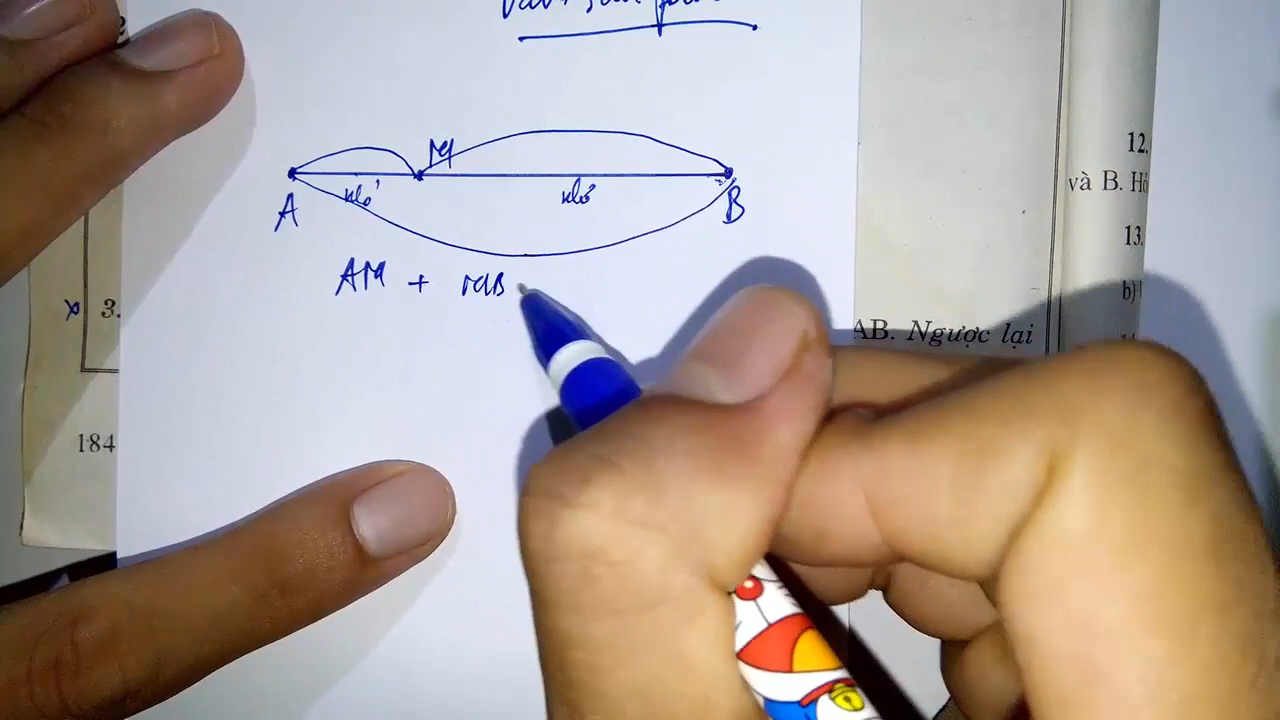 M
nhỏ nhỏ
A B
AM + MB
x 3.
184
12.
và B.
13.
b)
AB. Ngược lại